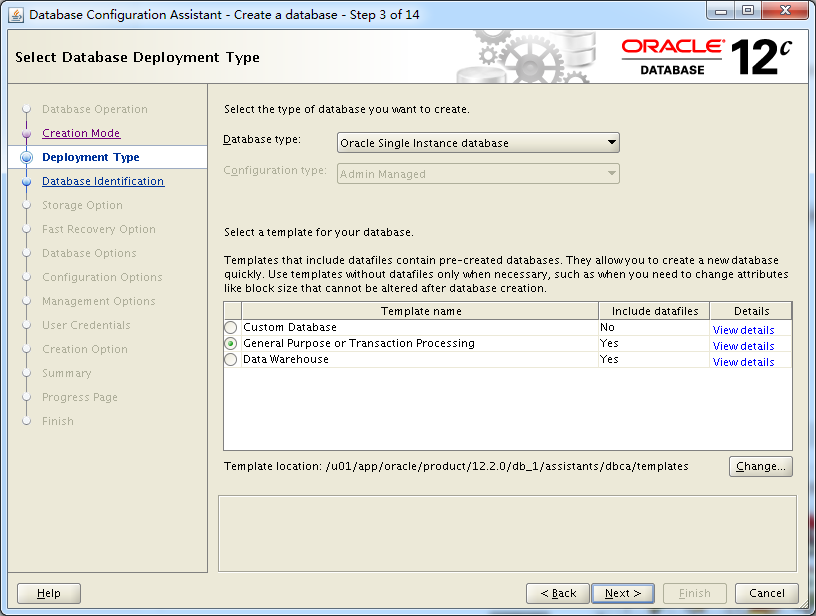 Database Configuration Assistant - Create a database - Step 3 of 14
Select Database Deployment Type
ORACLE®
DATABASE
12c
Database Operation
Creation Mode
Deployment Type
Database Identification
Storage Option
Fast Recovery Option
Database Options
Configuration Options
Management Options
User Credentials
Creation Option
Summary
Progress Page
Finish
Select the type of database you want to create.
Database type: Oracle Single Instance database
Configuration type: Admin Managed
Select a template for your database.
Templates that include datafiles contain pre-created databases. They allow you to create a new database
quickly. Use templates without datafiles only when necessary, such as when you need to change attributes
like block size that cannot be altered after database creation.
Template name Include datafiles Details
Custom Database No View details
General Purpose or Transaction Processing Yes View details
Data Warehouse Yes View details
Template location: /u01/app/oracle/product/12.2.0/db_1/assistants/dbca/templates Change...
Help < Back Next > Finish Cancel